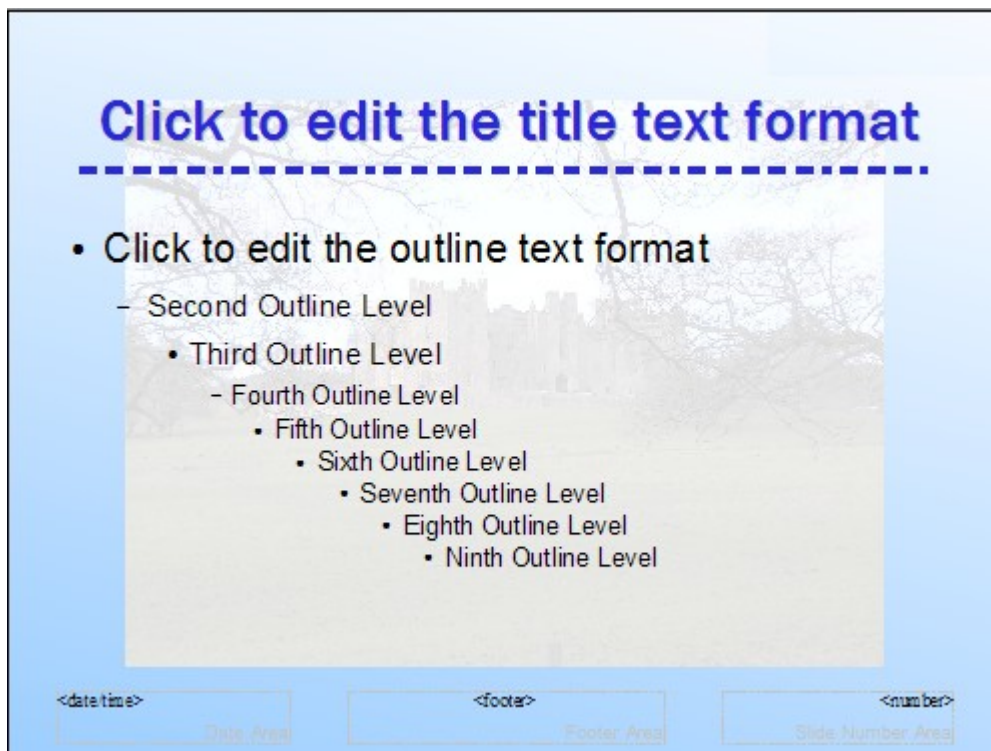 Click to edit the title text format
• Click to edit the outline text format
– Second Outline Level
• Third Outline Level
– Fourth Outline Level
• Fifth Outline Level
• Sixth Outline Level
• Seventh Outline Level
• Eighth Outline Level
• Ninth Outline Level
<date/time> <footer> <number>
Date Area Footer Area Slide Number Area